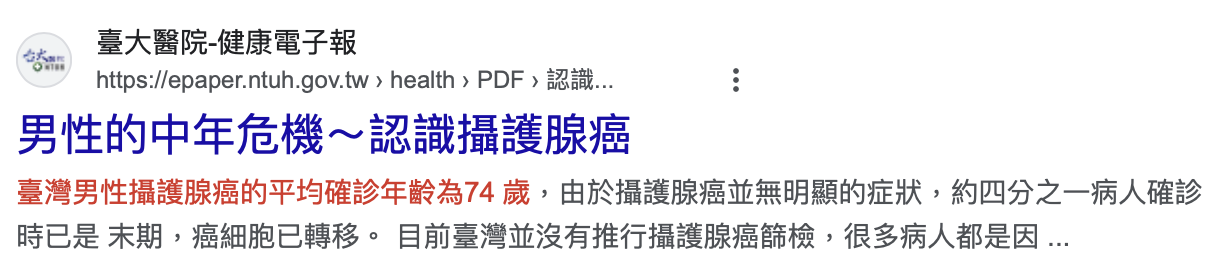 臺大醫院-健康電子報
https://epaper.ntuh.gov.tw › health › PDF › 認識...
男性的中年危機～認識攝護腺癌
臺灣男性攝護腺癌的平均確診年齡為74 歲，由於攝護腺癌並無明顯的症狀，約四分之一病人確診
時已是 末期，癌細胞已轉移。 目前臺灣並沒有推行攝護腺癌篩檢，很多病人都是因 ...